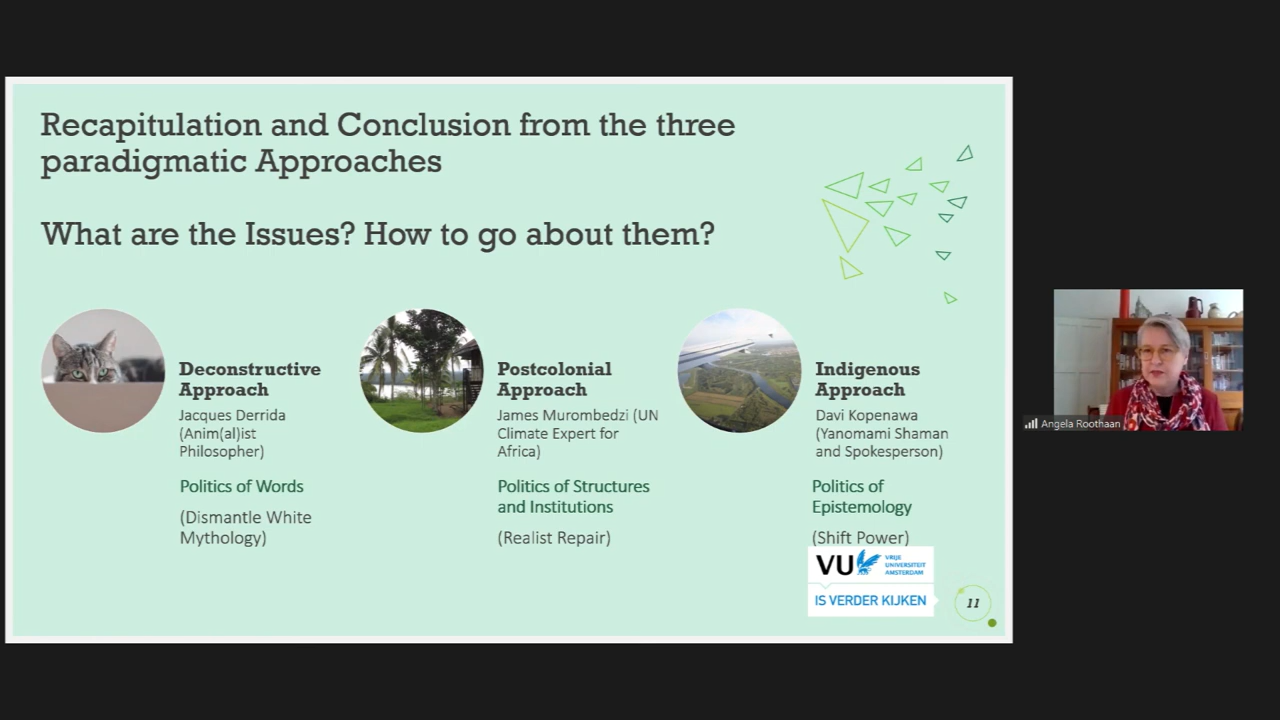 Recapitulation and Conclusion from the three
paradigmatic Approaches
What are the Issues? How to go about them?
Deconstructive
Approach
Jacques Derrida
(Anim(al)ist
Philosopher)
Politics of Words
(Dismantle White
Mythology)
Postcolonial
Approach
James Murombedzi (UN
Climate Expert for
Africa)
Politics of Structures
and Institutions
(Realist Repair)
Indigenous
Approach
Davi Kopenawa
(Yanomami Shaman
and Spokesperson)
Politics of
Epistemology
(Shift Power)
VU
VRIJE
UNIVERSITEIT
AMSTERDAM
IS VERDER KIJKEN
11
Angela Roothaan